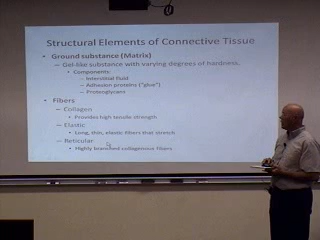 Structural Elements of Connective Tissue
• Ground substance (Matrix)
– Gel-like substance with varying degrees of hardness.
• Components
– Interstitial fluid
– Adhesion proteins ("glue")
– Proteoglycans
• Fibers
– Collagen
• Provides high tensile strength
– Elastic
• Long, thin, elastic fibers that stretch
– Reticular
• Highly branched collagenous fibers